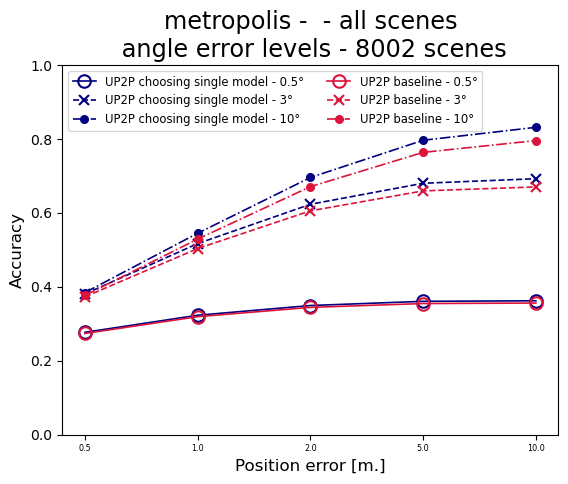 metropolis -  - all scenes
angle error levels - 8002 scenes
UP2P choosing single model - 0.5°
UP2P choosing single model - 3°
UP2P choosing single model - 10°
UP2P baseline - 0.5°
UP2P baseline - 3°
UP2P baseline - 10°
Accuracy
1.0
0.8
0.6
0.4
0.2
0.0
0.5 1.0 2.0 5.0 10.0
Position error [m.]